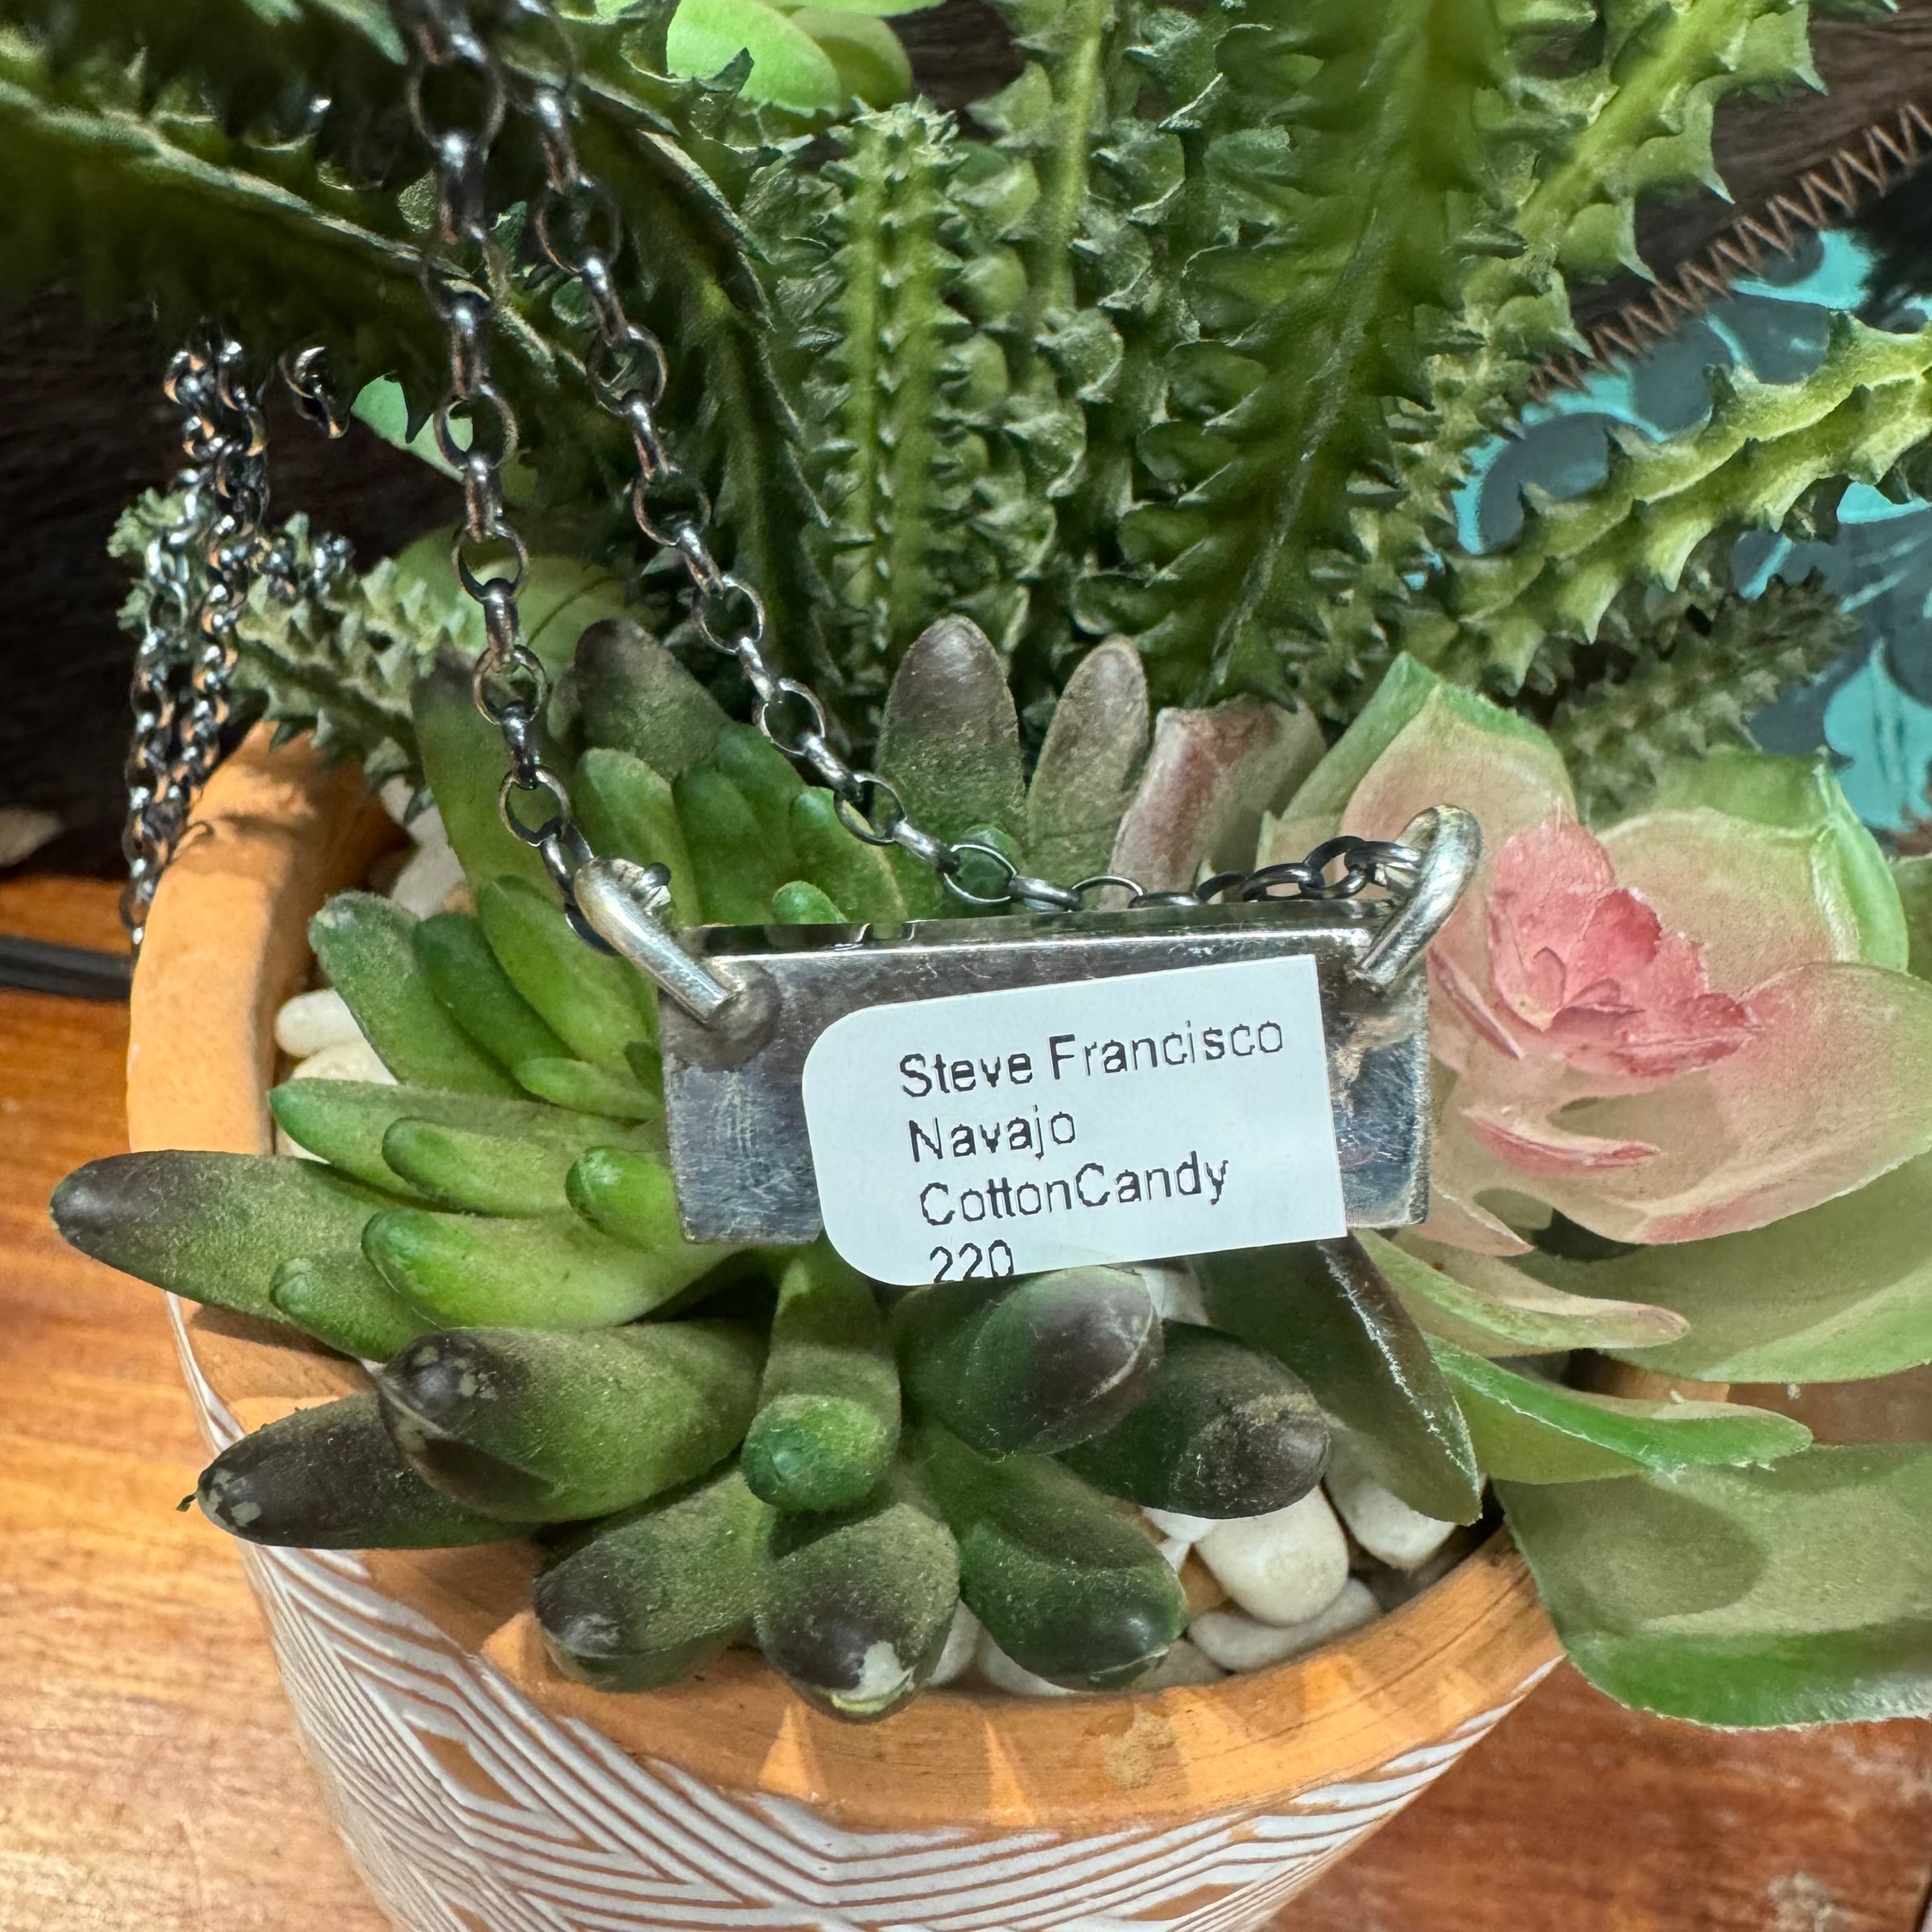 Steve Francisco
Navajo
CottonCandy
220